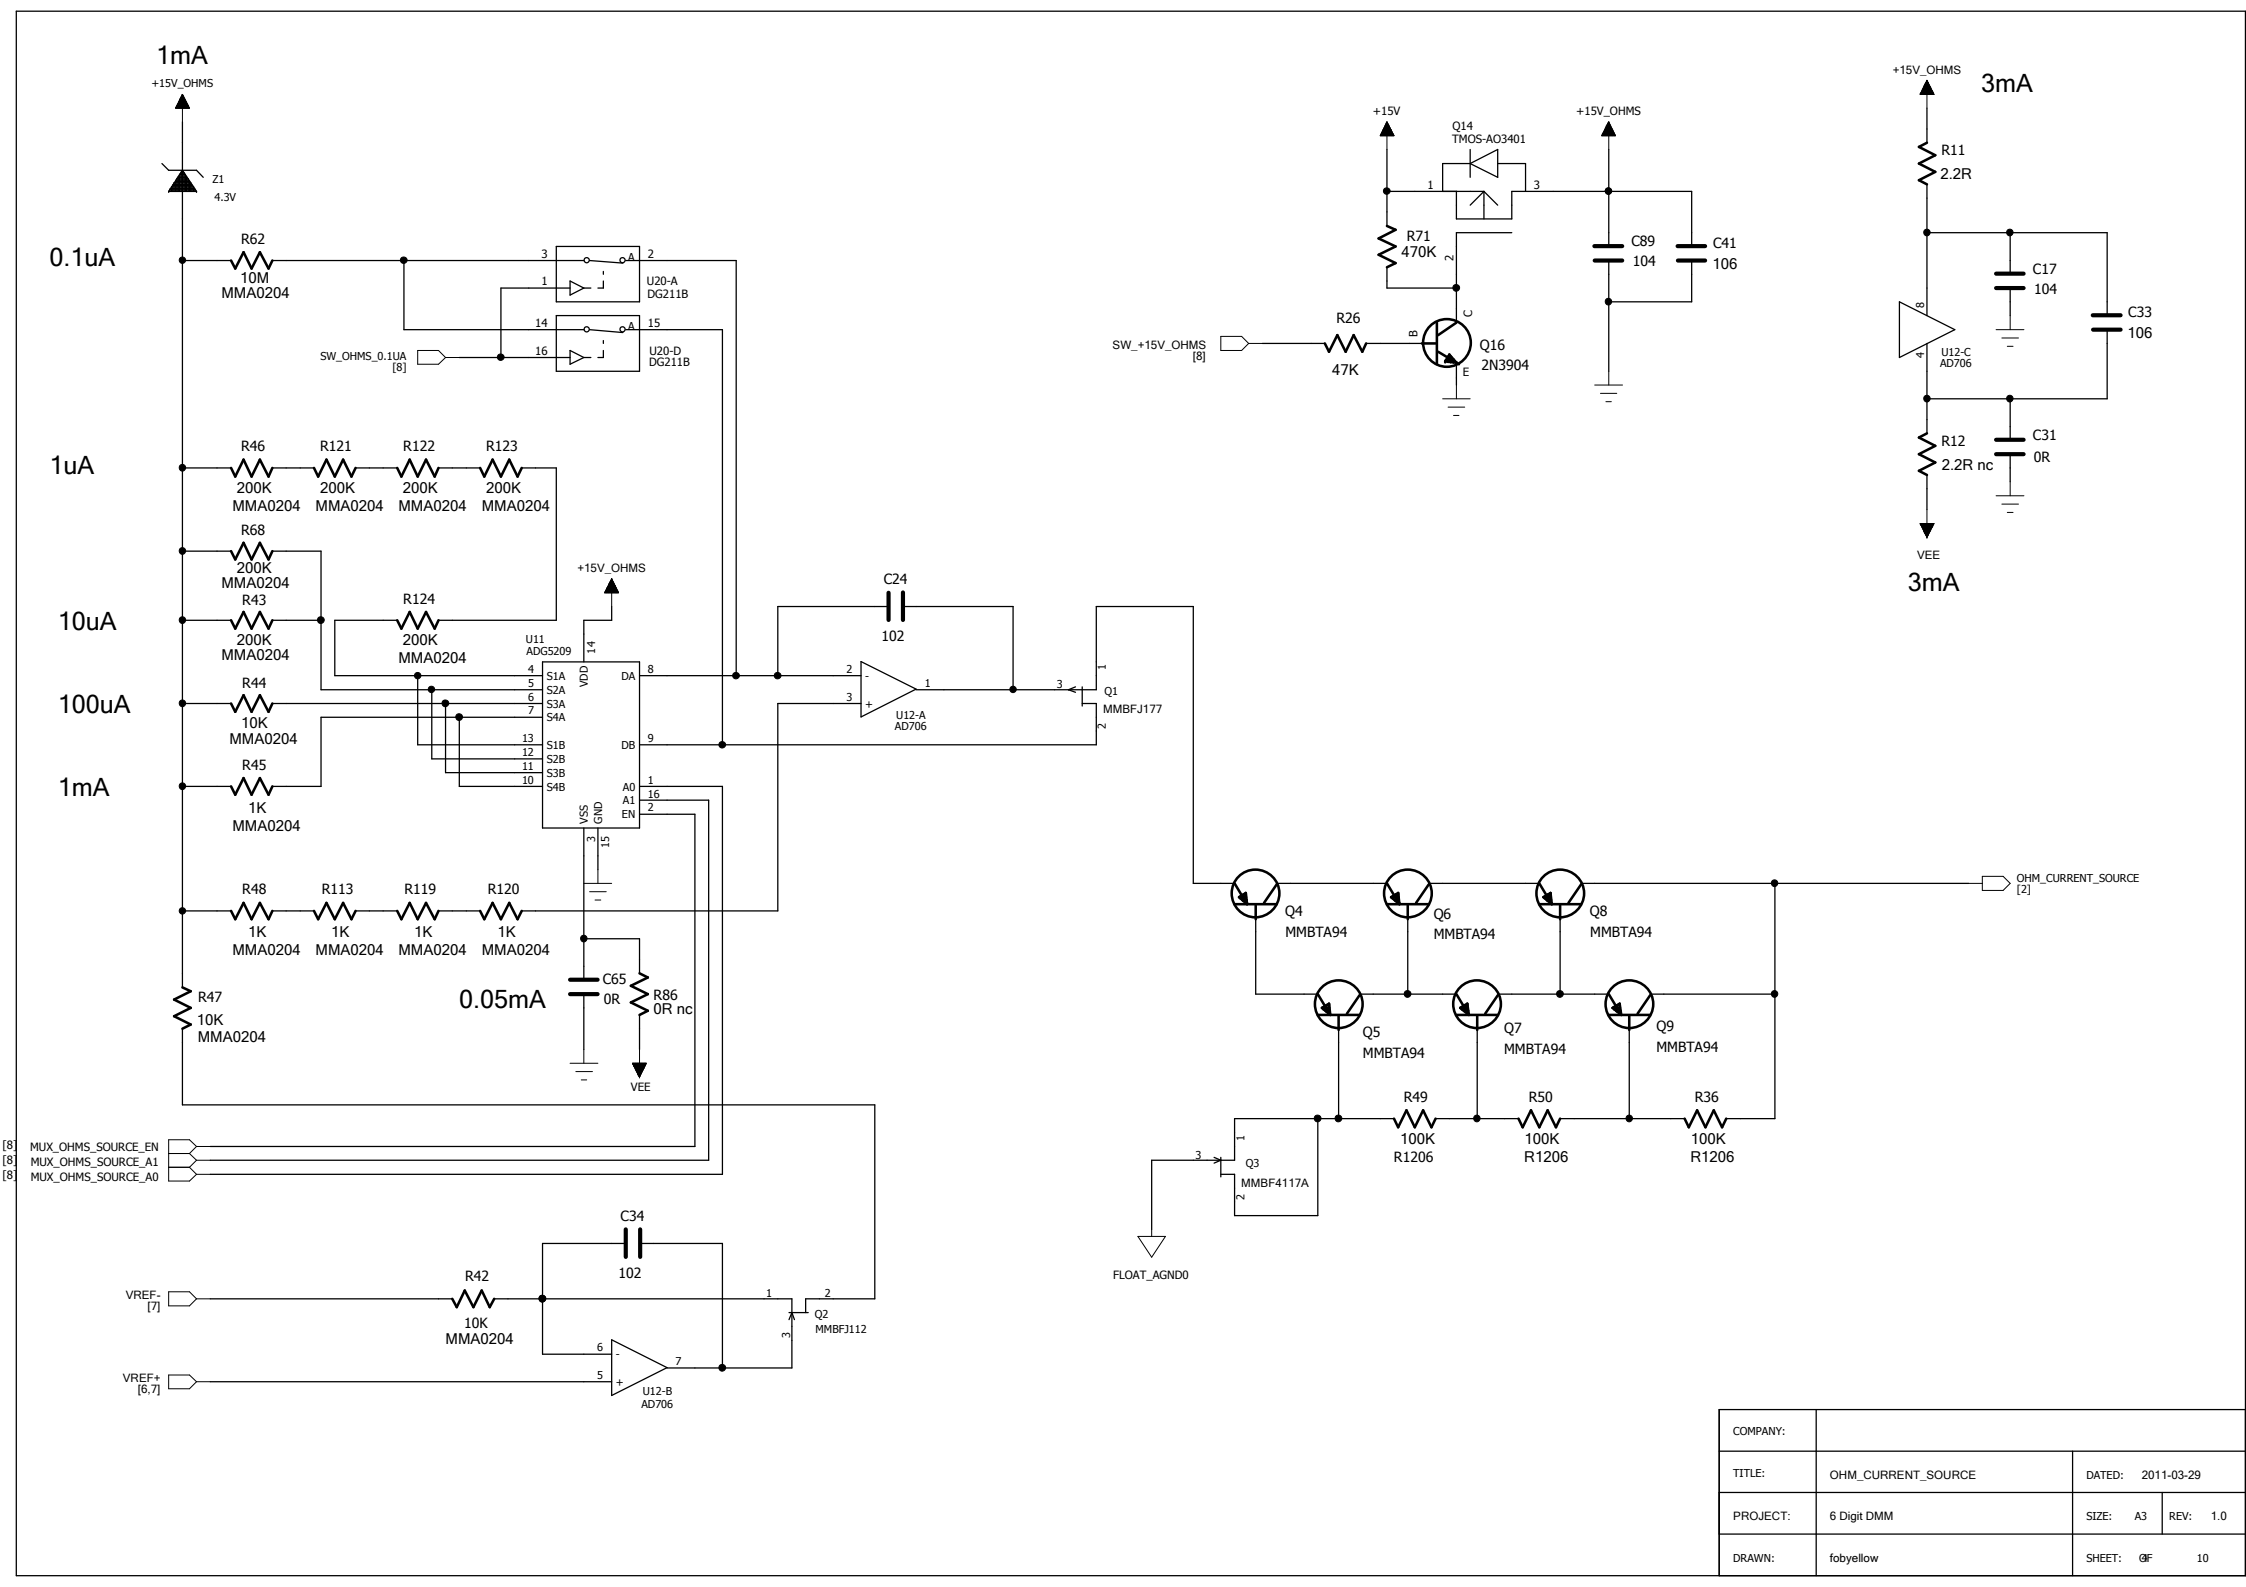 1mA
+15V_OHMS
Z1
4.3V
0.1uA
R62
10M
MMA0204
3
A
2
1
U20-A
DG211B
14
A
15
16
U20-D
DG211B
SW_OHMS_0.1UA
[8]
1uA
R46
R121
R122
R123
200K
200K
200K
200K
MMA0204
MMA0204
MMA0204
MMA0204
R68
200K
MMA0204
10uA
R43
200K
MMA0204
R124
200K
MMA0204
+15V_OHMS
14
U11
ADG5209
VDD
4
S1A
5
S2A
6
S3A
7
S4A
13
S1B
12
S2B
11
S3B
10
S4B
DA
8
DB
9
A0
1
A1
16
EN
2
VSS
GND
3
15
100uA
R44
10K
MMA0204
1mA
R45
1K
MMA0204
R48
R113
R119
R120
1K
1K
1K
1K
MMA0204
MMA0204
MMA0204
MMA0204
R47
10K
MMA0204
0.05mA
C65
0R
R86
0R nc
VEE
C24
102
2
-
3
+
1
U12-A
AD706
3
1
Q1
MMBFJ177
2
+15V
Q14
TMOS-AO3401
+15V_OHMS
1
3
R71
470K
2
C89
104
C41
106
SW_+15V_OHMS
[8]
R26
47K
B
C
E
Q16
2N3904
+15V_OHMS
3mA
R11
2.2R
C17
104
C33
106
8
4
U12-C
AD706
R12
2.2R nc
C31
0R
VEE
3mA
Q4
MMBTA94
Q6
MMBTA94
Q8
MMBTA94
OHM_CURRENT_SOURCE
[2]
Q5
MMBTA94
Q7
MMBTA94
Q9
MMBTA94
R49
100K
R1206
R50
100K
R1206
R36
100K
R1206
1
3
Q3
MMBF4117A
2
FLOAT_AGND0
[8]
MUX_OHMS_SOURCE_EN
[8]
MUX_OHMS_SOURCE_A1
[8]
MUX_OHMS_SOURCE_A0
C34
102
VREF-
[7]
R42
10K
MMA0204
1
2
Q2
MMBFJ112
3
VREF+
[6,7]
6
-
5
+
7
U12-B
AD706
COMPANY:
TITLE:
OHM_CURRENT_SOURCE
DATED:
2011-03-29
PROJECT:
6 Digit DMM
SIZE:
A3
REV:
1.0
DRAWN:
fobyellow
SHEET:
OF
10